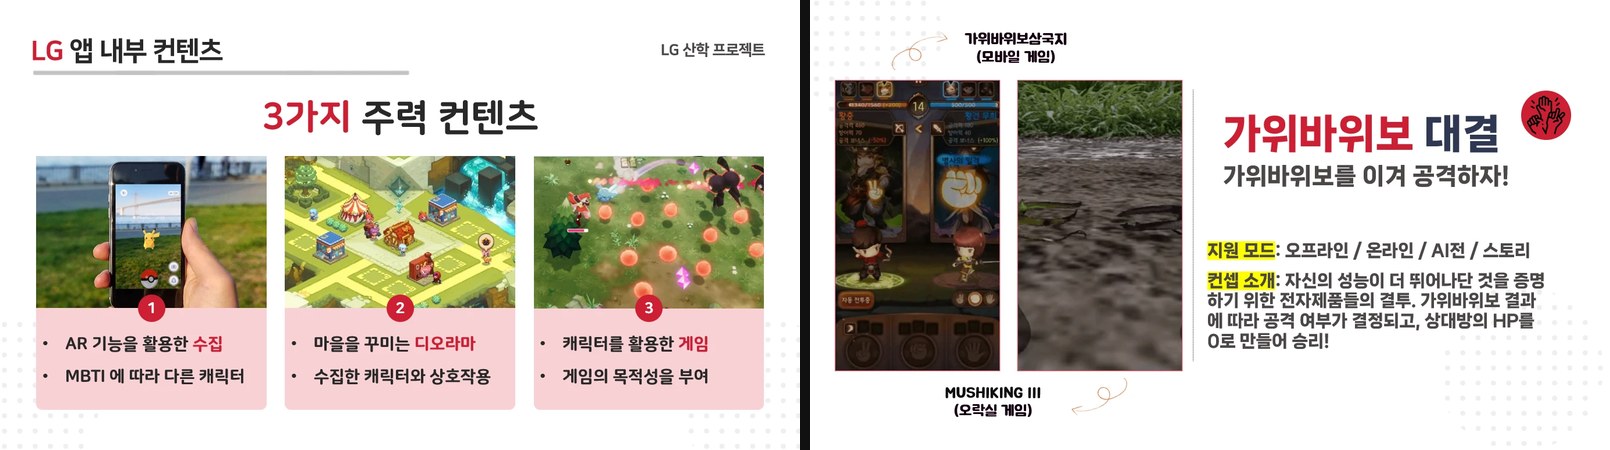 LG 앱 내부 컨텐츠
LG 산학 프로젝트
3가지 주력 컨텐츠
1
2
3
• AR 기능을 활용한 수집
• MBTI 에 따라 다른 캐릭터
• 마을을 꾸미는 디오라마
• 수집한 캐릭터와 상호작용
• 캐릭터를 활용한 게임
• 게임의 목적성을 부여
가위바위보삼국지
(모바일 게임)
14
자동 전투중
MUSHIKING III
(오락실 게임)
가위바위보 대결
가위바위보를 이겨 공격하자!
지원 모드: 오프라인 / 온라인 / AI전 / 스토리
컨셉 소개: 자신의 성능이 더 뛰어나단 것을 증명
하기 위한 전자제품들의 결투. 가위바위보 결과
에 따라 공격 여부가 결정되고, 상대방의 HP를
0로 만들어 승리!